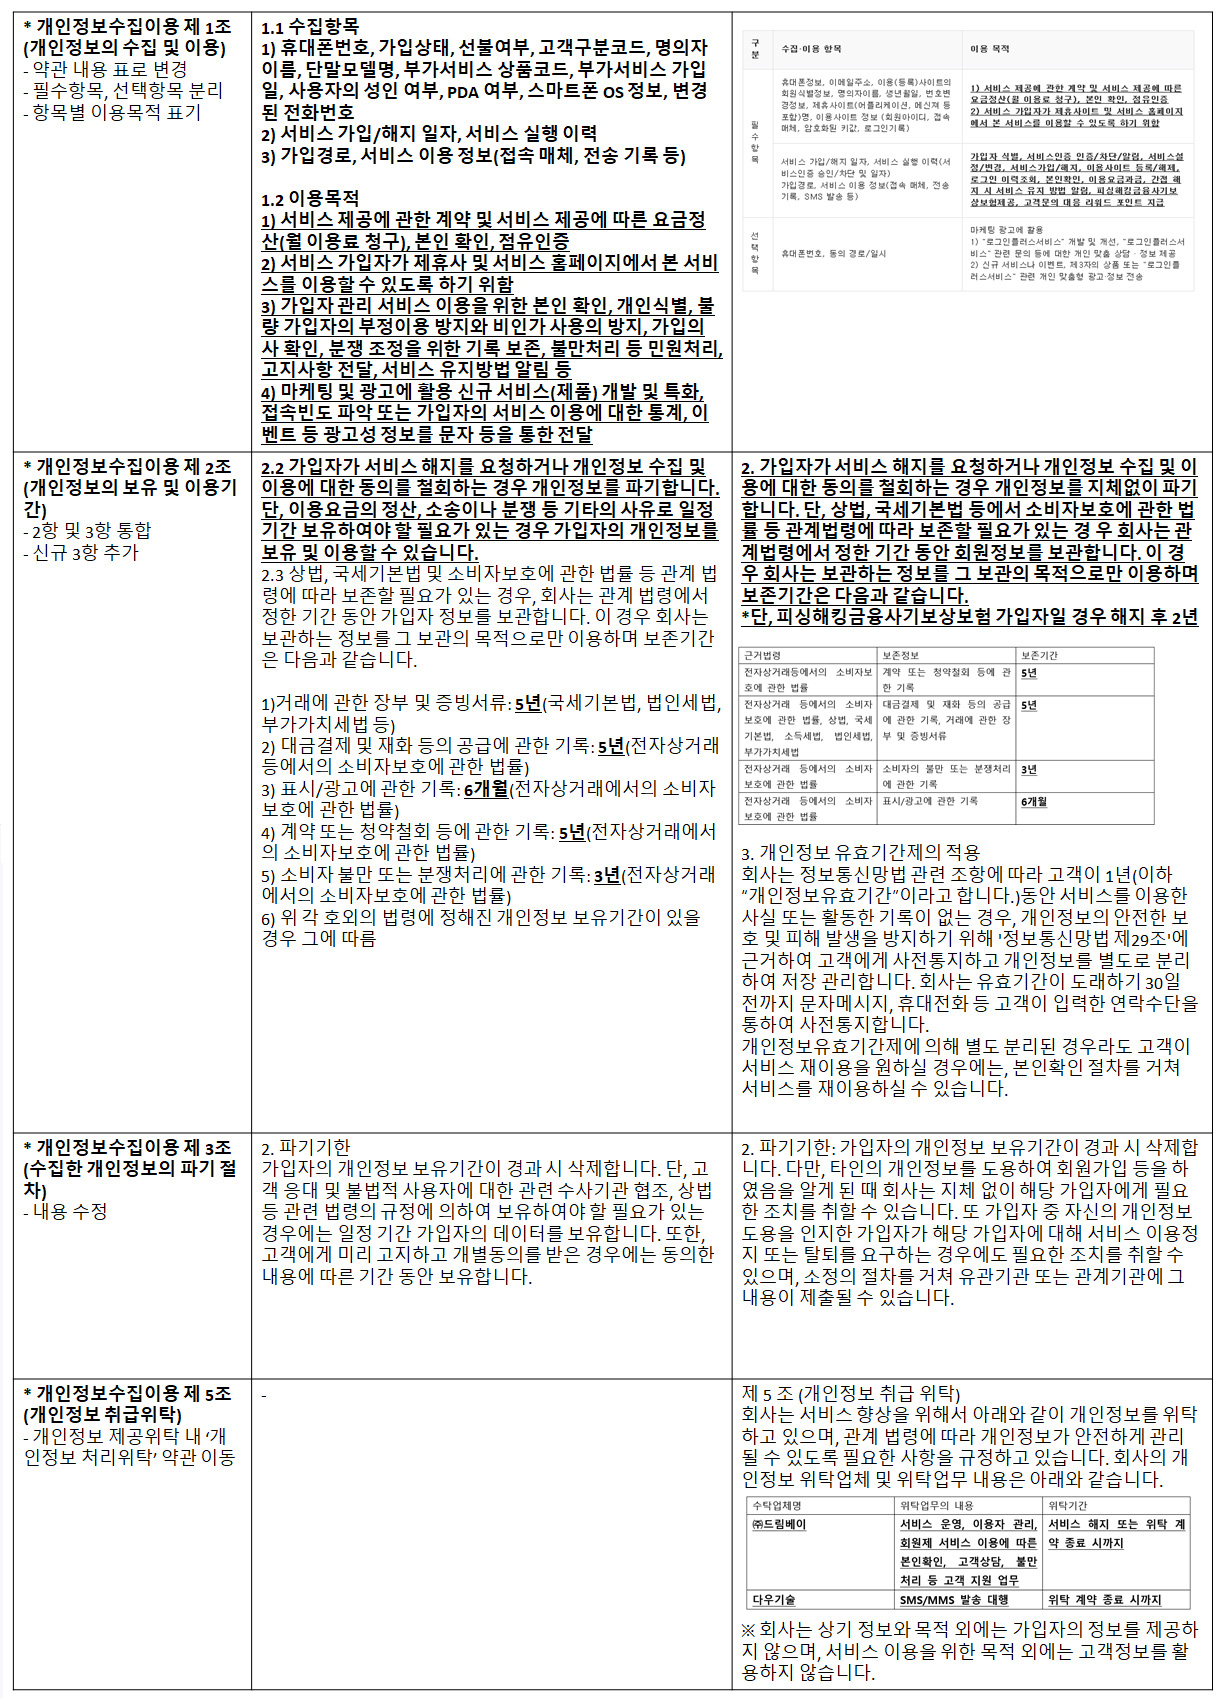 * 개인정보수집이용 제 1조
(개인정보의 수집 및 이용)
- 약관 내용 표로 변경
- 필수항목, 선택항목 분리
- 항목별 이용목적 표기
1.1 수집항목
1) 휴대폰번호, 가입상태, 선불여부, 고객구분코드, 명의자
이름, 단말모델명, 부가서비스 상품코드, 부가서비스 가입
일, 사용자의 성인 여부, PDA 여부, 스마트폰 OS 정보, 변경
된 전화번호
2) 서비스 가입/해지 일자, 서비스 실행 이력
3) 가입경로, 서비스 이용 정보(접속 매체, 전송 기록 등)
1.2 이용목적
1) 서비스 제공에 관한 계약 및 서비스 제공에 따른 요금정
산(월 이용료 청구), 본인 확인, 점유인증
2) 서비스 가입자가 제휴사 및 서비스 홈페이지에서 본 서비
스를 이용할 수 있도록 하기 위함
3) 가입자 관리 서비스 이용을 위한 본인 확인, 개인식별, 불
량 가입자의 부정이용 방지와 비인가 사용의 방지, 가입의
사 확인, 분쟁 조정을 위한 기록 보존, 불만처리 등 민원처리,
고지사항 전달, 서비스 유지방법 알림 등
4) 마케팅 및 광고에 활용 신규 서비스(제품) 개발 및 특화,
접속빈도 파악 또는 가입자의 서비스 이용에 대한 통계, 이
벤트 등 광고성 정보를 문자 등을 통한 전달
구분
수집·이용 항목
이용 목적
필수항목
휴대폰정보, 이메일주소, 이용(등록)사이트의
회원식별정보, 명의자이름, 생년월일, 번호변
경정보, 제휴사이트(어플리케이션, 메신져 등
포함)명, 이용사이트 정보 (회원아이디, 접속
매체, 암호화된 키값, 로그인기록)
1) 서비스 제공에 관한 계약 및 서비스 제공에 따른
요금정산(월 이용료 청구), 본인 확인, 점유인증
2) 서비스 가입자가 제휴사이트 및 서비스 홈페이지
에서 본 서비스를 이용할 수 있도록 하기 위함
서비스 가입/해지 일자, 서비스 실행 이력(서
비스인증 승인/차단 및 일자)
가입경로, 서비스 이용 정보(접속 매체, 전송
기록, SMS 발송 등)
가입자 식별, 서비스인증 인증/차단/알림, 서비스설
정/변경, 서비스가입/해지, 이용사이트 등록/해제,
로그인 이력조회, 본인확인, 이용요금과금, 간접 해
지 시 서비스 유지 방법 알림, 피싱해킹금융사기보
상보험제공, 고객문의 대응 리워드 포인트 지급
선택항목
휴대폰번호, 동의 경로/일시
마케팅 광고에 활용
1) "로그인플러스서비스" 개발 및 개선, "로그인플러스서
비스" 관련 문의 등에 대한 개인 맞춤 상담 · 정보 제공
2) 신규 서비스나 이벤트, 제3자의 상품 또는 "로그인플
러스서비스" 관련 개인 맞춤형 광고·정보 전송
* 개인정보수집이용 제 2조
(개인정보의 보유 및 이용기
간)
- 2항 및 3항 통합
- 신규 3항 추가
2.2 가입자가 서비스 해지를 요청하거나 개인정보 수집 및
이용에 대한 동의를 철회하는 경우 개인정보를 파기합니다.
단, 이용요금의 정산, 소송이나 분쟁 등 기타의 사유로 일정
기간 보유하여야 할 필요가 있는 경우 가입자의 개인정보를
보유 및 이용할 수 있습니다.
2.3 상법, 국세기본법 및 소비자보호에 관한 법률 등 관계 법
령에 따라 보존할 필요가 있는 경우, 회사는 관계 법령에서
정한 기간 동안 가입자 정보를 보관합니다. 이 경우 회사는
보관하는 정보를 그 보관의 목적으로만 이용하며 보존기간
은 다음과 같습니다.
1)거래에 관한 장부 및 증빙서류: 5년(국세기본법, 법인세법,
부가가치세법 등)
2) 대금결제 및 재화 등의 공급에 관한 기록: 5년(전자상거래
등에서의 소비자보호에 관한 법률)
3) 표시/광고에 관한 기록: 6개월(전자상거래에서의 소비자
보호에 관한 법률)
4) 계약 또는 청약철회 등에 관한 기록: 5년(전자상거래에서
의 소비자보호에 관한 법률)
5) 소비자 불만 또는 분쟁처리에 관한 기록: 3년(전자상거래
에서의 소비자보호에 관한 법률)
6) 위 각 호외의 법령에 정해진 개인정보 보유기간이 있을
경우 그에 따름
2. 가입자가 서비스 해지를 요청하거나 개인정보 수집 및 이
용에 대한 동의를 철회하는 경우 개인정보를 지체없이 파기
합니다. 단, 상법, 국세기본법 등에서 소비자보호에 관한 법
률 등 관계법령에 따라 보존할 필요가 있는 경 우 회사는 관
계법령에서 정한 기간 동안 회원정보를 보관합니다. 이 경
우 회사는 보관하는 정보를 그 보관의 목적으로만 이용하며
보존기간은 다음과 같습니다.
*단, 피싱해킹금융사기보상보험 가입자일 경우 해지 후 2년
근거법령
보존정보
보존기간
전자상거래등에서의 소비자보
호에 관한 법률
계약 또는 청약철회 등에 관
한 기록
5년
전자상거래 등에서의 소비자
보호에 관한 법률, 상법, 국세
기본법, 소득세법, 법인세법,
부가가치세법
대금결제 및 재화 등의 공급
에 관한 기록, 거래에 관한 장
부 및 증빙서류
5년
전자상거래 등에서의 소비자
보호에 관한 법률
소비자의 불만 또는 분쟁처리
에 관한 기록
3년
전자상거래 등에서의 소비자
보호에 관한 법률
표시/광고에 관한 기록
6개월
3. 개인정보 유효기간제의 적용
회사는 정보통신망법 관련 조항에 따라 고객이 1년(이하
"개인정보유효기간"이라고 합니다.)동안 서비스를 이용한
사실 또는 활동한 기록이 없는 경우, 개인정보의 안전한 보
호 및 피해 발생을 방지하기 위해 '정보통신망법 제29조'에
근거하여 고객에게 사전통지하고 개인정보를 별도로 분리
하여 저장 관리합니다. 회사는 유효기간이 도래하기 30일
전까지 문자메시지, 휴대전화 등 고객이 입력한 연락수단을
통하여 사전통지합니다.
개인정보유효기간제에 의해 별도 분리된 경우라도 고객이
서비스 재이용을 원하실 경우에는, 본인확인 절차를 거쳐
서비스를 재이용하실 수 있습니다.
* 개인정보수집이용 제 3조
(수집한 개인정보의 파기 절
차)
- 내용 수정
2. 파기기한
가입자의 개인정보 보유기간이 경과 시 삭제합니다. 단, 고
객 응대 및 불법적 사용자에 대한 관련 수사기관 협조, 상법
등 관련 법령의 규정에 의하여 보유하여야 할 필요가 있는
경우에는 일정 기간 가입자의 데이터를 보유합니다. 또한,
고객에게 미리 고지하고 개별동의를 받은 경우에는 동의한
내용에 따른 기간 동안 보유합니다.
2. 파기기한: 가입자의 개인정보 보유기간이 경과 시 삭제합
니다. 다만, 타인의 개인정보를 도용하여 회원가입 등을 하
였음을 알게 된 때 회사는 지체 없이 해당 가입자에게 필요
한 조치를 취할 수 있습니다. 또 가입자 중 자신의 개인정보
도용을 인지한 가입자가 해당 가입자에 대해 서비스 이용정
지 또는 탈퇴를 요구하는 경우에도 필요한 조치를 취할 수
있으며, 소정의 절차를 거쳐 유관기관 또는 관계기관에 그
내용이 제출될 수 있습니다.
* 개인정보수집이용 제 5조
(개인정보 취급위탁)
- 개인정보 제공위탁 내 '개
인정보 처리위탁' 약관 이동
-
제 5 조 (개인정보 취급 위탁)
회사는 서비스 향상을 위해서 아래와 같이 개인정보를 위탁
하고 있으며, 관계 법령에 따라 개인정보가 안전하게 관리
될 수 있도록 필요한 사항을 규정하고 있습니다. 회사의 개
인정보 위탁업체 및 위탁업무 내용은 아래와 같습니다.
수탁업체명
위탁업무의 내용
위탁기간
㈜드림베이
서비스 운영, 이용자 관리,
회원제 서비스 이용에 따른
본인확인, 고객상담, 불만
처리 등 고객 지원 업무
서비스 해지 또는 위탁 계
약 종료 시까지
다우기술
SMS/MMS 발송 대행
위탁 계약 종료 시까지
※ 회사는 상기 정보와 목적 외에는 가입자의 정보를 제공하
지 않으며, 서비스 이용을 위한 목적 외에는 고객정보를 활
용하지 않습니다.